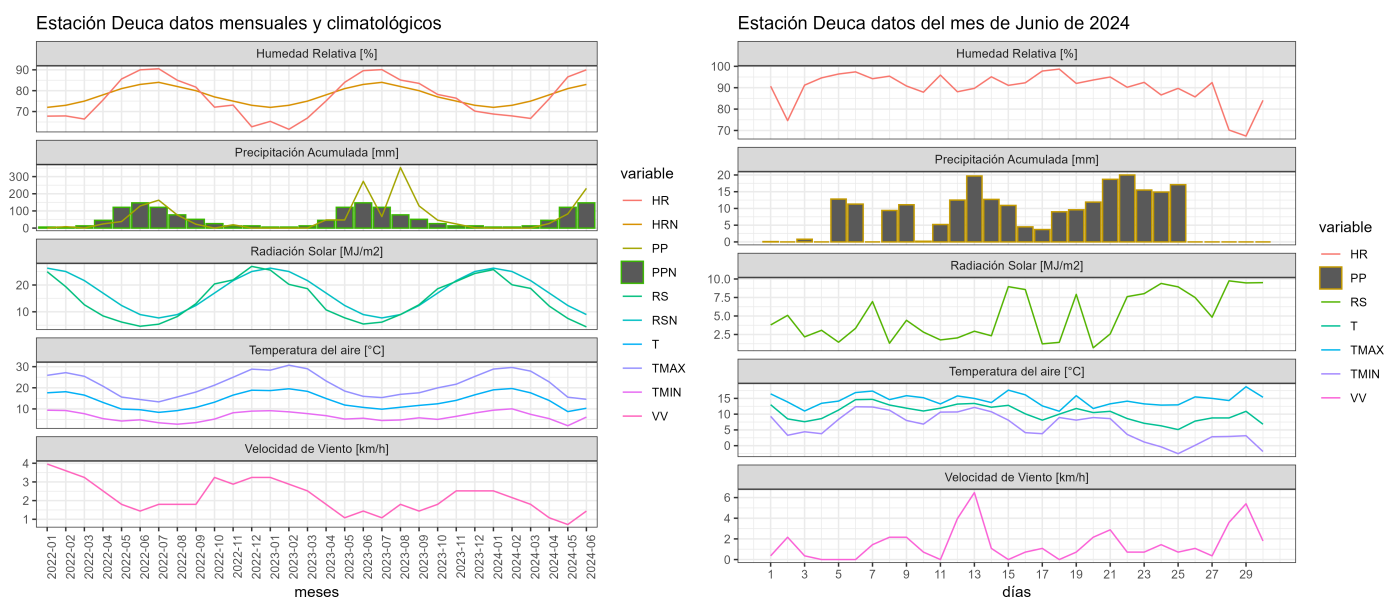 Estación Deuca datos mensuales y climatológicos
Humedad Relativa [%]
90
80
70
Precipitación Acumulada [mm]
300
200
100
0
Radiación Solar [MJ/m2]
20
10
Temperatura del aire [°C]
30
20
10
Velocidad de Viento [km/h]
4
3
2
1
2022-01
2022-02
2022-03
2022-04
2022-05
2022-06
2022-07
2022-08
2022-09
2022-10
2022-11
2022-12
2023-01
2023-02
2023-03
2023-04
2023-05
2023-06
2023-07
2023-08
2023-09
2023-10
2023-11
2023-12
2024-01
2024-02
2024-03
2024-04
2024-05
2024-06
meses
variable
HR
HRN
PP
PPN
RS
RSN
T
TMAX
TMIN
VV
Estación Deuca datos del mes de Junio de 2024
Humedad Relativa [%]
100
90
80
70
Precipitación Acumulada [mm]
20
15
10
5
0
Radiación Solar [MJ/m2]
10.0
7.5
5.0
2.5
Temperatura del aire [°C]
15
10
5
0
Velocidad de Viento [km/h]
6
4
2
0
1 3 5 7 9 11 13 15 17 19 21 23 25 27 29
días
variable
HR
PP
RS
T
TMAX
TMIN
VV